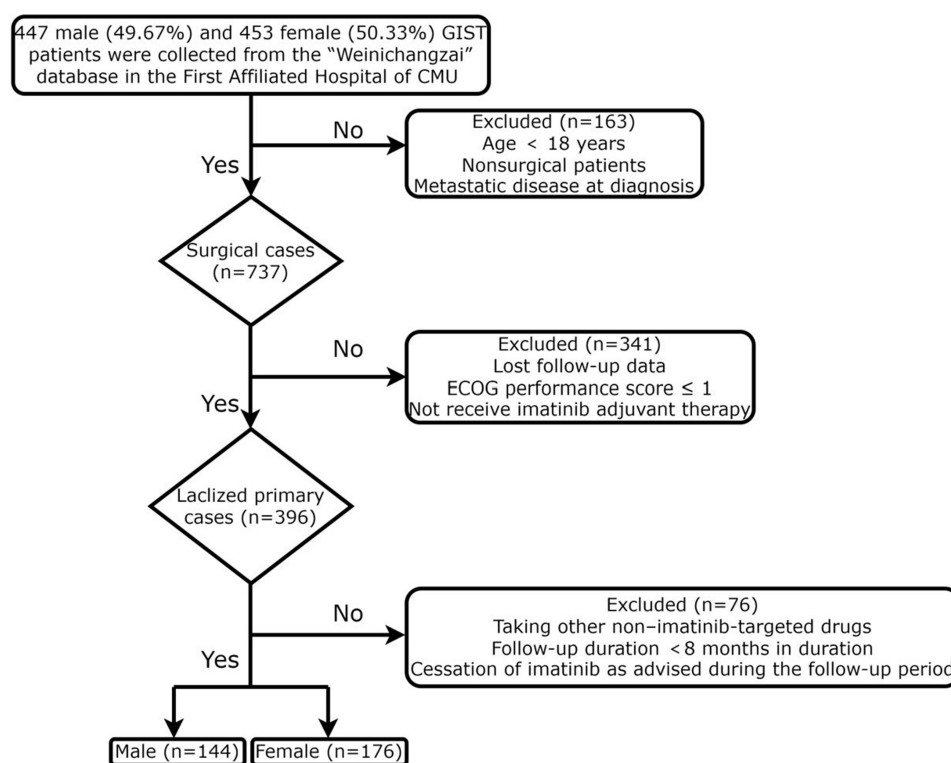 447 male (49.67%) and 453 female (50.33%) GIST
patients were collected from the “Weinichangzai”
database in the First Affiliated Hospital of CMU
No
Excluded (n=163)
Age < 18 years
Nonsurgical patients
Metastatic disease at diagnosis
Yes
Surgical cases
(n=737)
No
Excluded (n=341)
Lost follow-up data
ECOG performance score ≤ 1
Not receive imatinib adjuvant therapy
Yes
Laclized primary
cases (n=396)
No
Excluded (n=76)
Taking other non–imatinib-targeted drugs
Follow-up duration <8 months in duration
Cessation of imatinib as advised during the follow-up period
Yes
Male (n=144)
Female (n=176)